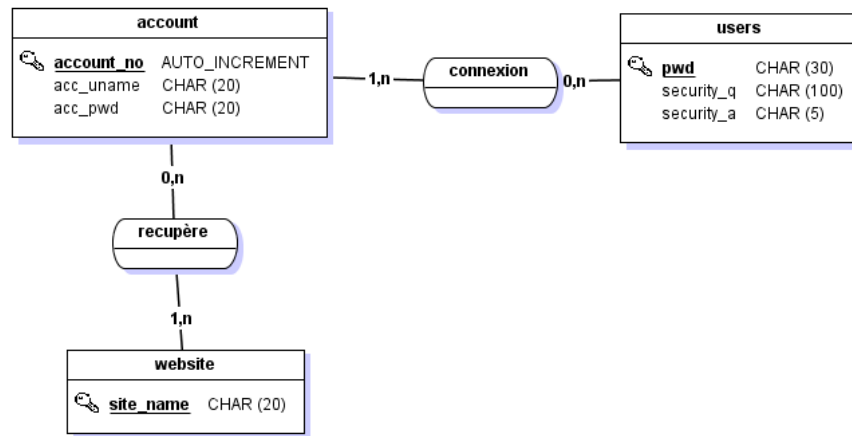 account
account_no AUTO_INCREMENT
acc_uname CHAR (20)
acc_pwd CHAR (20)
1,n
connexion
0,n
users
pwd CHAR (30)
security_q CHAR (100)
security_a CHAR (5)
0,n
recupère
1,n
website
site_name CHAR (20)